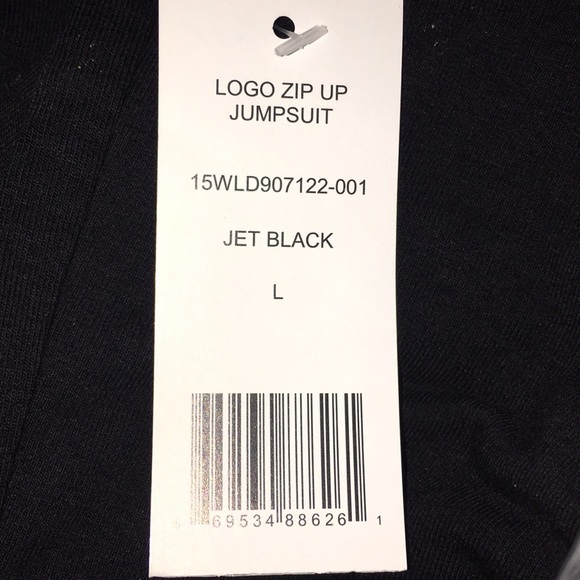 LOGO ZIP UP
JUMPSUIT
15WLD907122-001
JET BLACK
L
69534 88626 1